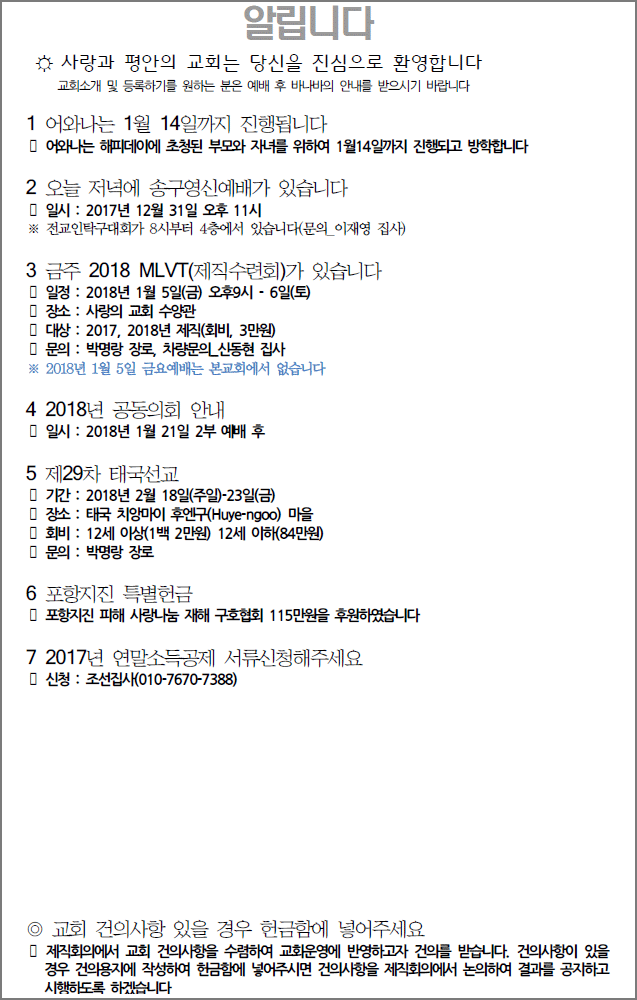 알립니다
☼ 사랑과 평안의 교회는 당신을 진심으로 환영합니다
교회소개 및 등록하기를 원하는 분은 예배 후 바나바의 안내를 받으시기 바랍니다
1 어와나는 1월 14일까지 진행됩니다
▯ 어와나는 해피데이에 초청된 부모와 자녀를 위하여 1월14일까지 진행되고 방학합니다
2 오늘 저녁에 송구영신예배가 있습니다
▯ 일시 : 2017년 12월 31일 오후 11시
※ 전교인탁구대회가 8시부터 4층에서 있습니다(문의_이재영 집사)
3 금주 2018 MLVT(제직수련회)가 있습니다
▯ 일정 : 2018년 1월 5일(금) 오후9시 - 6일(토)
▯ 장소 : 사랑의 교회 수양관
▯ 대상 : 2017, 2018년 제직(회비, 3만원)
▯ 문의 : 박명랑 장로, 차량문의_신동현 집사
※ 2018년 1월 5일 금요예배는 본교회에서 없습니다
4 2018년 공동의회 안내
▯ 일시 : 2018년 1월 21일 2부 예배 후
5 제29차 태국선교
▯ 기간 : 2018년 2월 18일(주일)-23일(금)
▯ 장소 : 태국 치앙마이 후엔구(Huye-ngoo) 마을
▯ 회비 : 12세 이상(1백 2만원) 12세 이하(84만원)
▯ 문의 : 박명랑 장로
6 포항지진 특별헌금
▯ 포항지진 피해 사랑나눔 재해 구호협회 115만원을 후원하였습니다
7 2017년 연말소득공제 서류신청해주세요
▯ 신청 : 조선집사(010-7670-7388)
◎ 교회 건의사항 있을 경우 헌금함에 넣어주세요
▯ 제직회의에서 교회 건의사항을 수렴하여 교회운영에 반영하고자 건의를 받습니다. 건의사항이 있을
경우 건의용지에 작성하여 헌금함에 넣어주시면 건의사항을 제직회의에서 논의하여 결과를 공지하고
시행하도록 하겠습니다